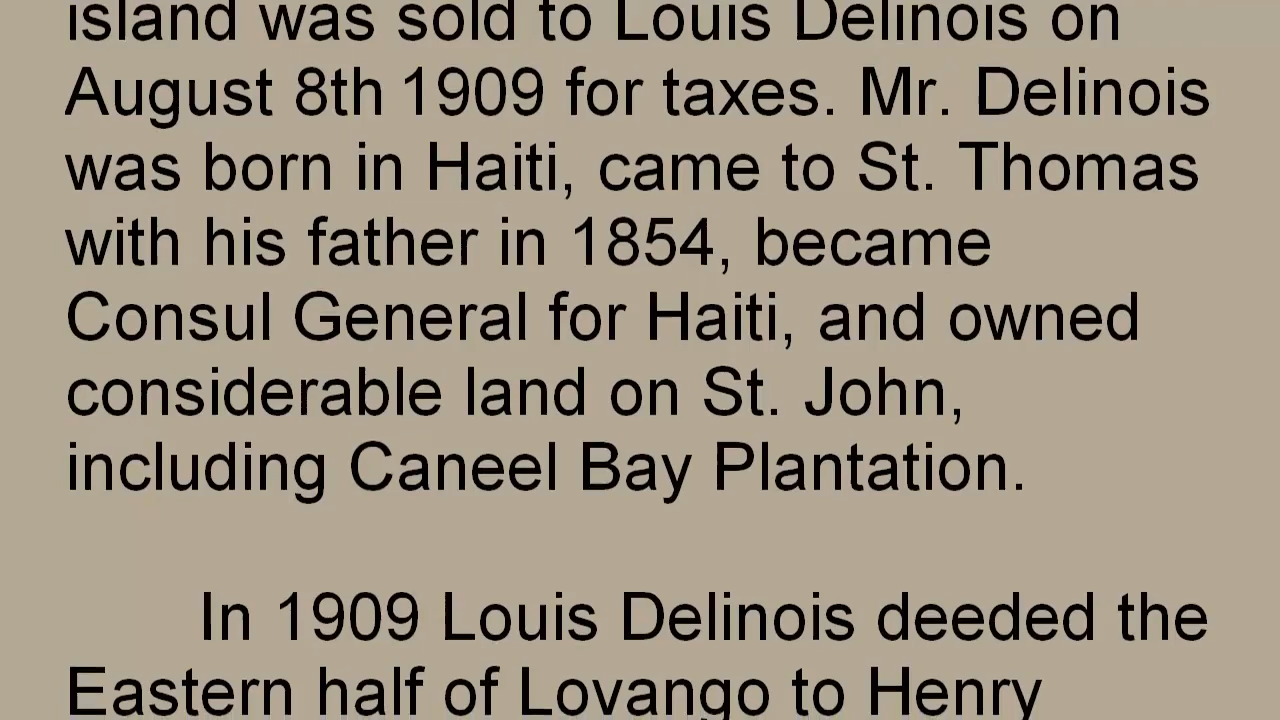 island was sold to Louis Delinois on
August 8th 1909 for taxes. Mr. Delinois
was born in Haiti, came to St. Thomas
with his father in 1854, became
Consul General for Haiti, and owned
considerable land on St. John,
including Caneel Bay Plantation.
In 1909 Louis Delinois deeded the
Eastern half of Lovango to Henry